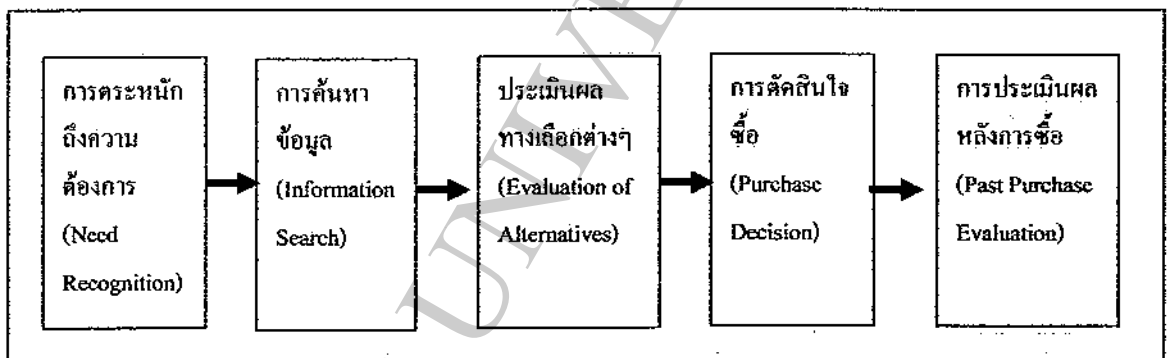 การตระหนัก
ถึงความ
ต้องการ
(Need
Recognition)
การค้นหา
ข้อมูล
(Information
Search)
ประเมินผล
ทางเลือกต่างๆ
(Evaluation of
Alternatives)
การตัดสินใจ
ซื้อ
(Purchase
Decision)
การประเมินผล
หลังการซื้อ
(Past Purchase
Evaluation)
UNIVE